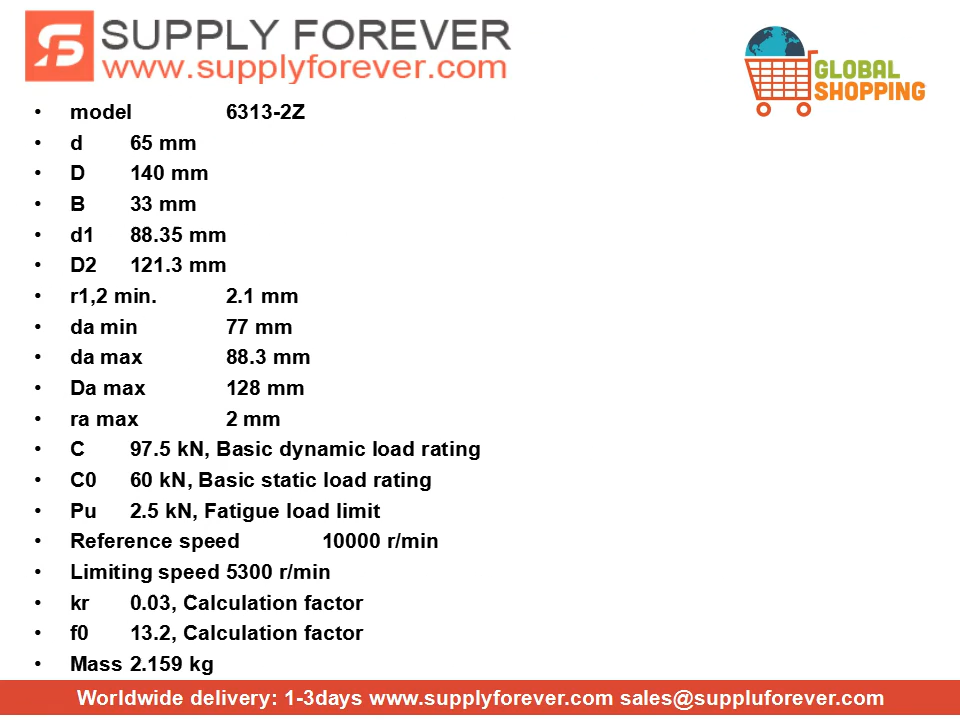 SUPPLY FOREVER
www.supplyforever.com
GLOBAL
SHOPPING
• model 6313-2Z
• d 65 mm
• D 140 mm
• B 33 mm
• d1 88.35 mm
• D2 121.3 mm
• r1,2 min. 2.1 mm
• da min 77 mm
• da max 88.3 mm
• Da max 128 mm
• ra max 2 mm
• C 97.5 kN, Basic dynamic load rating
• C0 60 kN, Basic static load rating
• Pu 2.5 kN, Fatigue load limit
• Reference speed 10000 r/min
• Limiting speed 5300 r/min
• kr 0.03, Calculation factor
• f0 13.2, Calculation factor
• Mass 2.159 kg
Worldwide delivery: 1-3days www.supplyforever.com sales@suppluforever.com